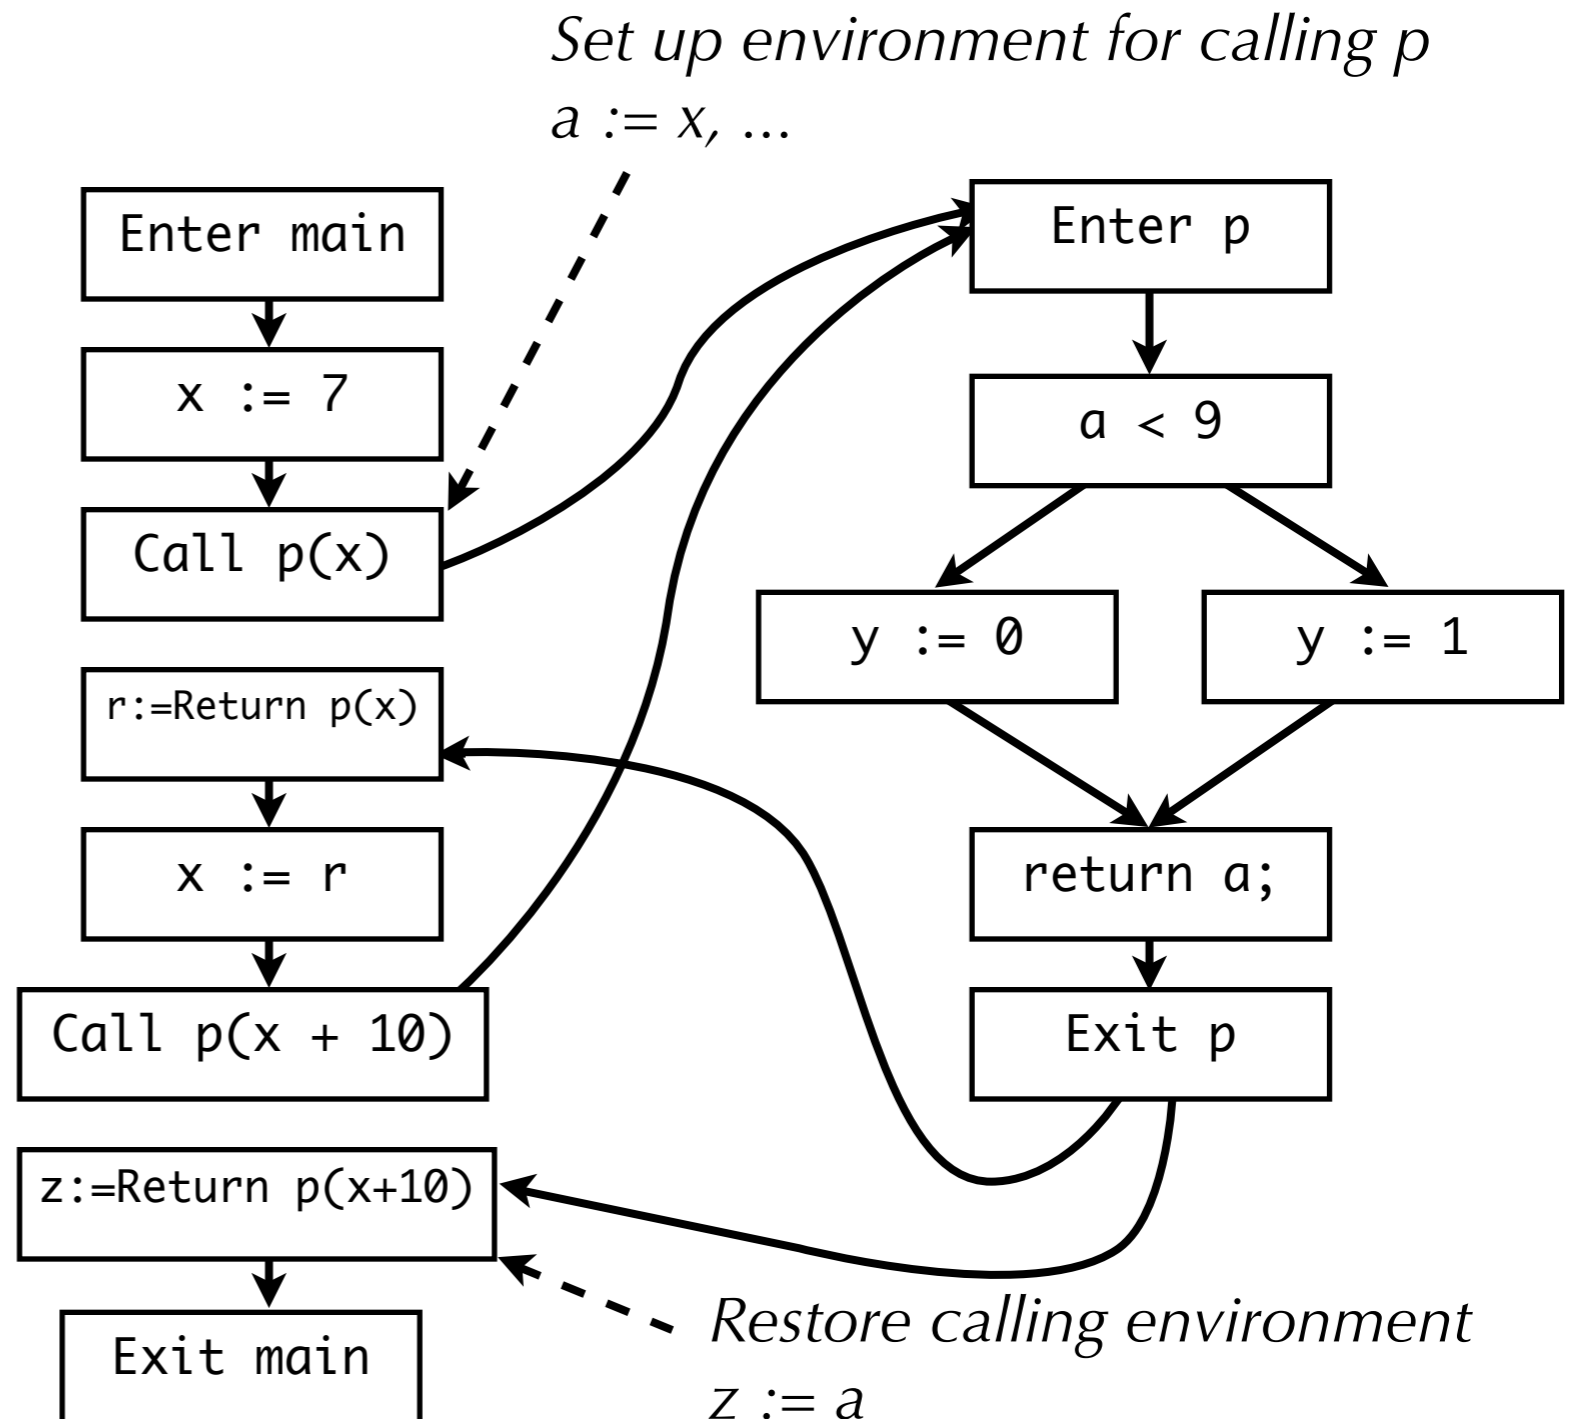 Set up environment for calling p
a := x, ...
Enter main
x := 7
Call p(x)
r:=Return p(x)
x := r
Call p(x + 10)
z:=Return p(x+10)
Exit main
Enter p
a < 9
y := 0
y := 1
return a;
Exit p
Restore calling environment
z := a